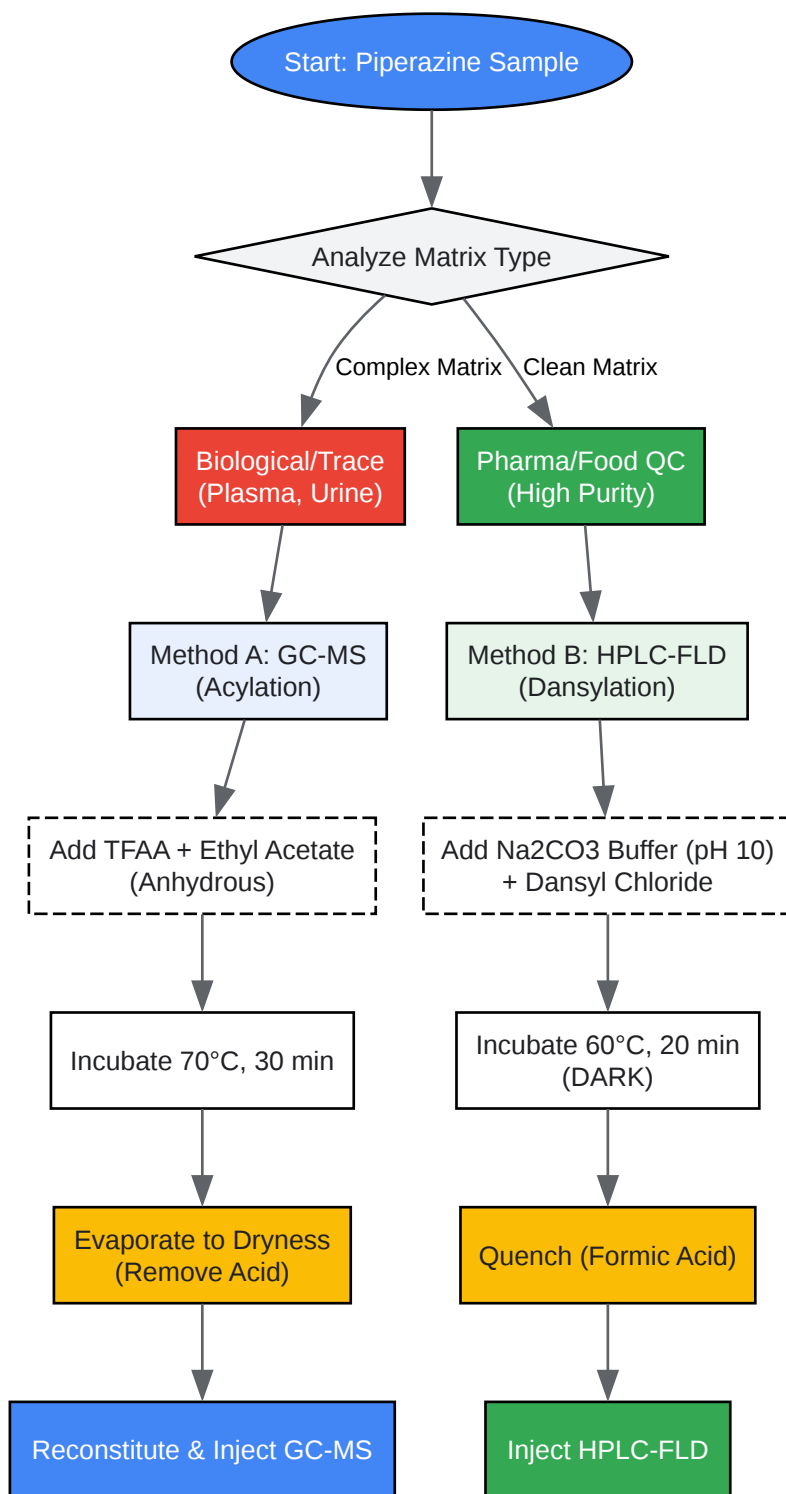 Start: Piperazine Sample
Analyze Matrix Type
Complex Matrix
Clean Matrix
Biological/Trace
(Plasma, Urine)
Pharma/Food QC
(High Purity)
Method A: GC-MS
(Acylation)
Method B: HPLC-FLD
(Dansylation)
Add TFAA + Ethyl Acetate
(Anhydrous)
Add Na2CO3 Buffer (pH 10)
+ Dansyl Chloride
Incubate 70°C, 30 min
Incubate 60°C, 20 min
(DARK)
Evaporate to Dryness
(Remove Acid)
Quench (Formic Acid)
Reconstitute & Inject GC-MS
Inject HPLC-FLD